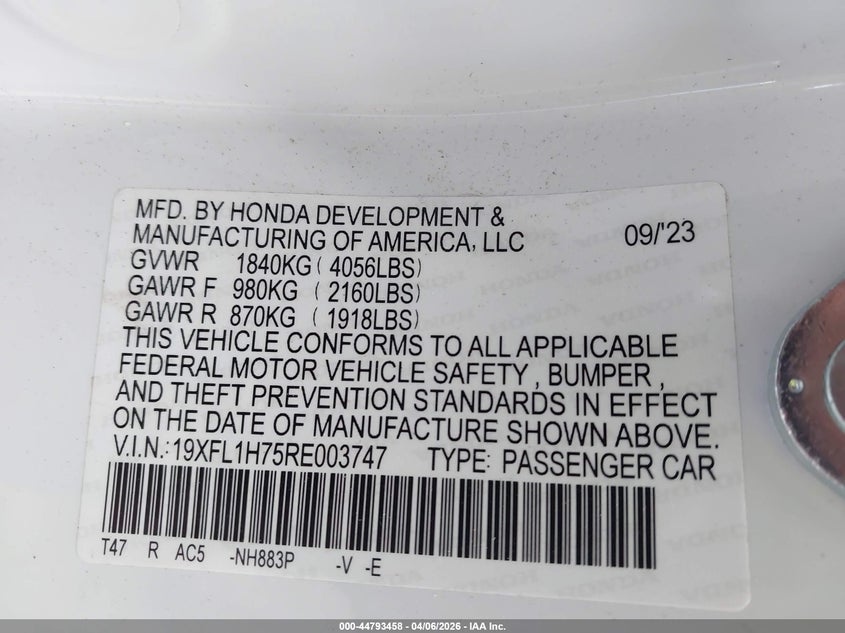 MFD. BY HONDA DEVELOPMENT &
MANUFACTURING OF AMERICA, LLC 09/'23
GVWR 1840KG ( 4056LBS)
GAWR F 980KG ( 2160LBS)
GAWR R 870KG ( 1918LBS)
THIS VEHICLE CONFORMS TO ALL APPLICABLE
FEDERAL MOTOR VEHICLE SAFETY , BUMPER ,
AND THEFT PREVENTION STANDARDS IN EFFECT
ON THE DATE OF MANUFACTURE SHOWN ABOVE.
V.I.N.: 19XFL1H75RE003747 TYPE: PASSENGER CAR
T47 R AC5 -NH883P -V -E
000-44793458 - 04/06/2026 - IAA Inc.